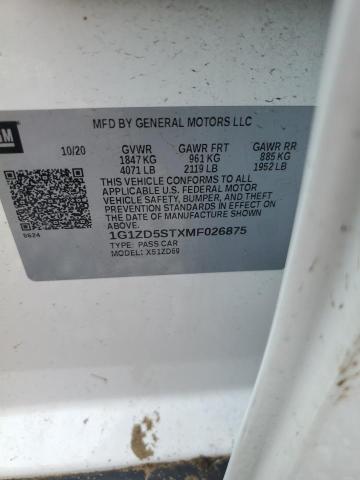 GM
MFD BY GENERAL MOTORS LLC
10/20 GVWR GAWR FRT GAWR RR
1847 KG 961 KG 885 KG
4071 LB 2119 LB 1952 LB
THIS VEHICLE CONFORMS TO ALL
APPLICABLE U.S. FEDERAL MOTOR
VEHICLE SAFETY, BUMPER, AND THEFT
PREVENTION STANDARDS IN EFFECT ON
THE DATE OF MANUFACTURE SHOWN
ABOVE.
1G1ZD5STXMF026875
TYPE: PASS CAR
MODEL: XS1ZD69